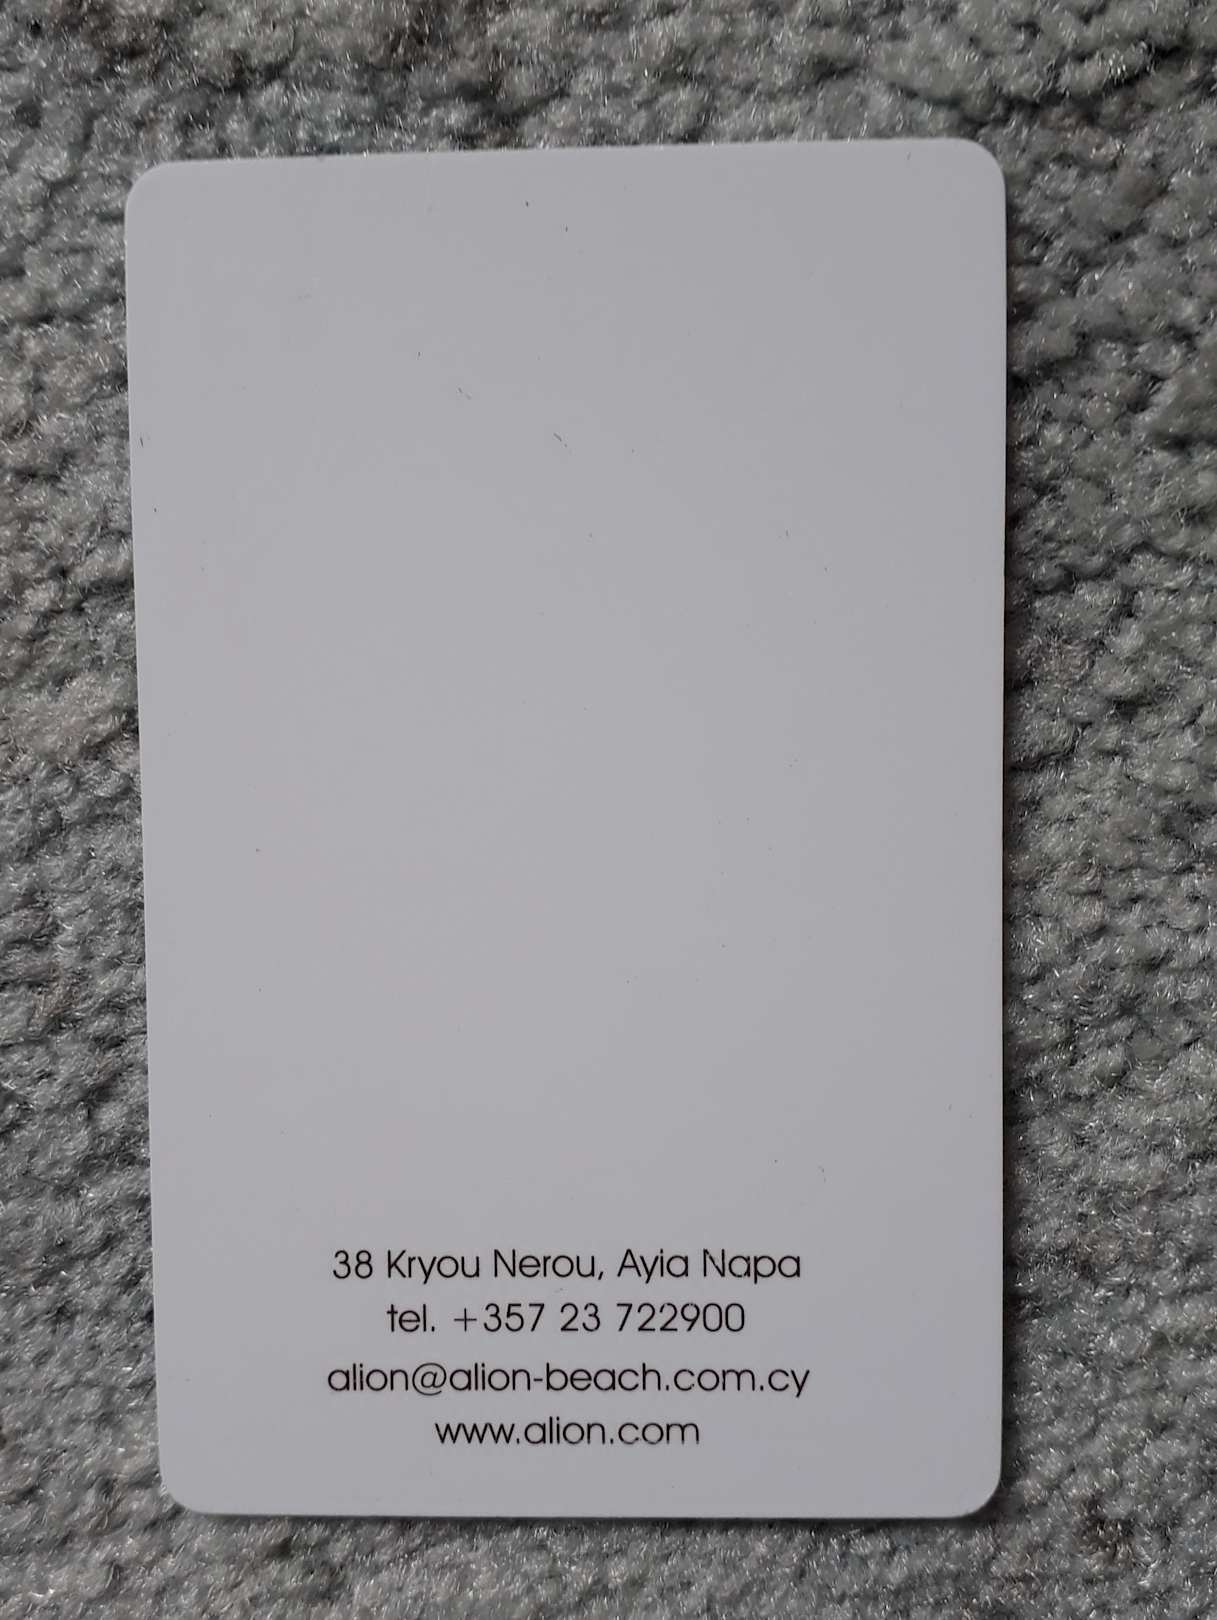 38 Kryou Nerou, Ayia Napa
tel. +357 23 722900
alion@alion-beach.com.cy
www.alion.com